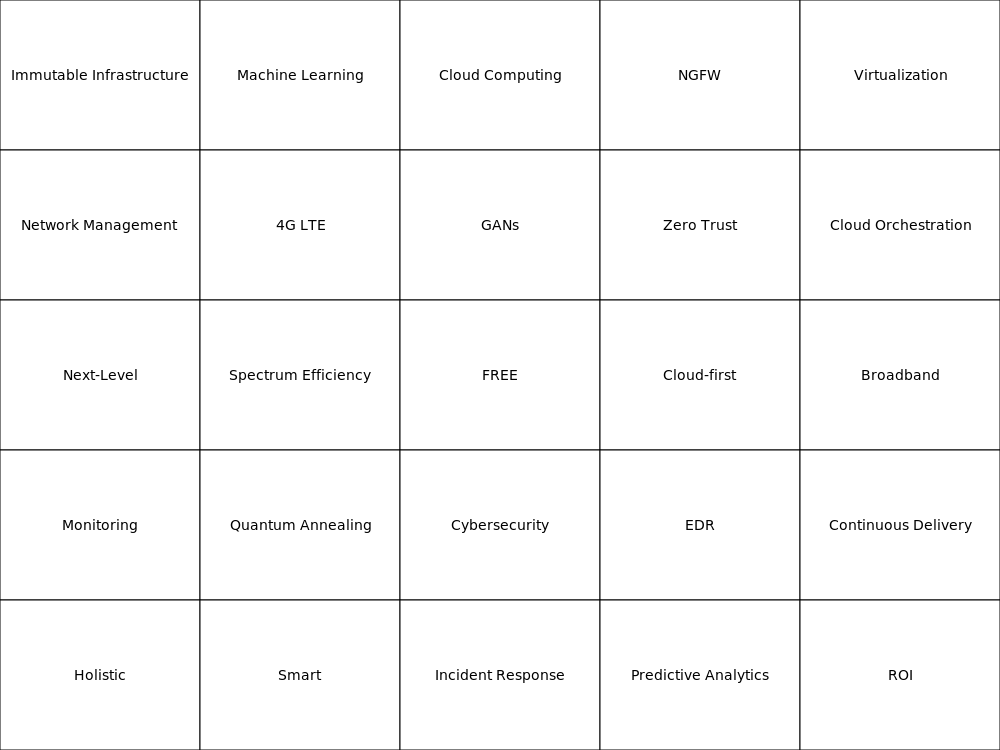 Immutable Infrastructure
Machine Learning
Cloud Computing
NGFW
Virtualization
Network Management
4G LTE
GANs
Zero Trust
Cloud Orchestration
Next-Level
Spectrum Efficiency
FREE
Cloud-first
Broadband
Monitoring
Quantum Annealing
Cybersecurity
EDR
Continuous Delivery
Holistic
Smart
Incident Response
Predictive Analytics
ROI